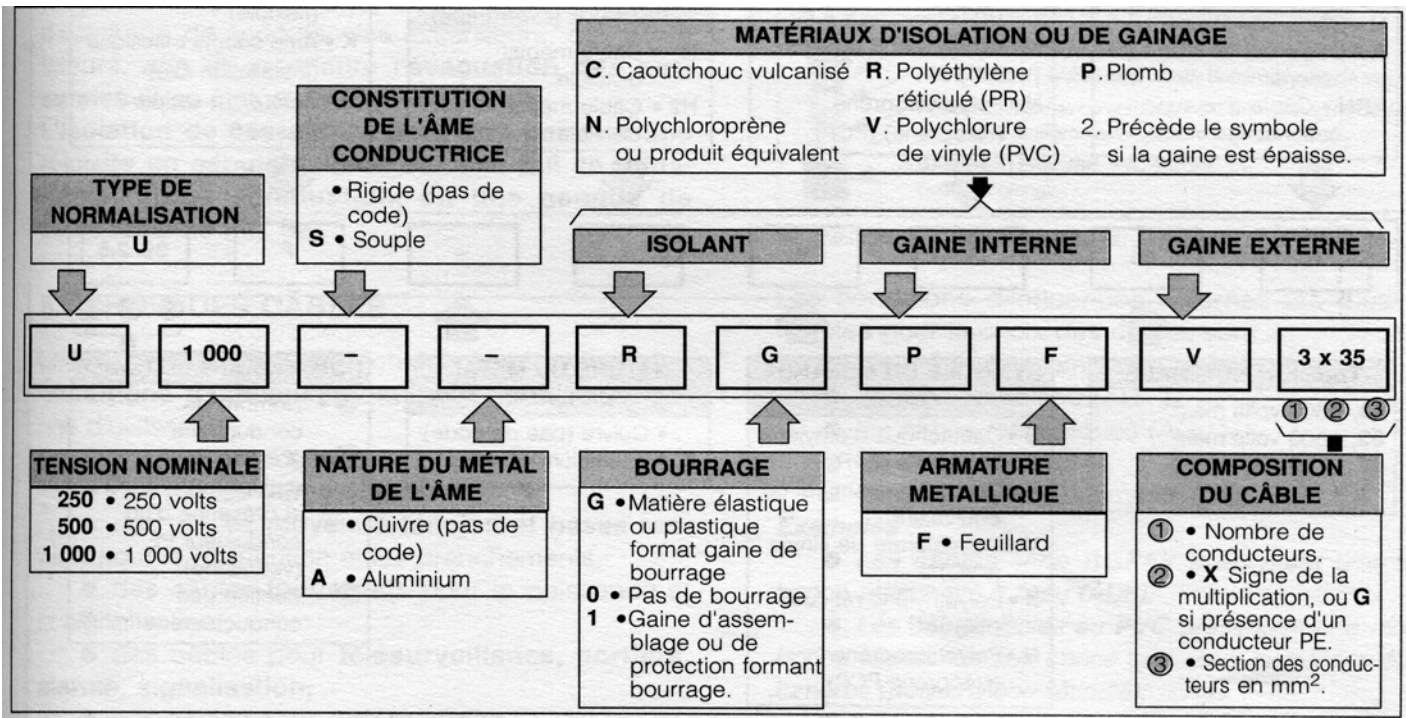 MATÉRIAUX D'ISOLATION OU DE GAINAGE
C. Caoutchouc vulcanisé
N. Polychloroprène
ou produit équivalent
R. Polyéthylène
réticulé (PR)
V. Polychlorure
de vinyle (PVC)
P. Plomb
2. Précède le symbole
si la gaine est épaisse.
CONSTITUTION
DE L'ÂME
CONDUCTRICE
• Rigide (pas de
code)
S • Souple
TYPE DE
NORMALISATION
U
ISOLANT
GAINE INTERNE
GAINE EXTERNE
U 1 000 – – R G P F V 3 x 35
① ② ③
TENSION NOMINALE
250 • 250 volts
500 • 500 volts
1 000 • 1 000 volts
NATURE DU MÉTAL
DE L'ÂME
• Cuivre (pas de
code)
A • Aluminium
BOURRAGE
G •Matière élastique
ou plastique
format gaine de
bourrage
0 • Pas de bourrage
1 •Gaine d'assem-
blage ou de
protection formant
bourrage.
ARMATURE
METALLIQUE
F • Feuillard
COMPOSITION
DU CÂBLE
① • Nombre de
conducteurs.
② • X Signe de la
multiplication, ou G
si présence d'un
conducteur PE.
③ • Section des conduc-
teurs en mm².